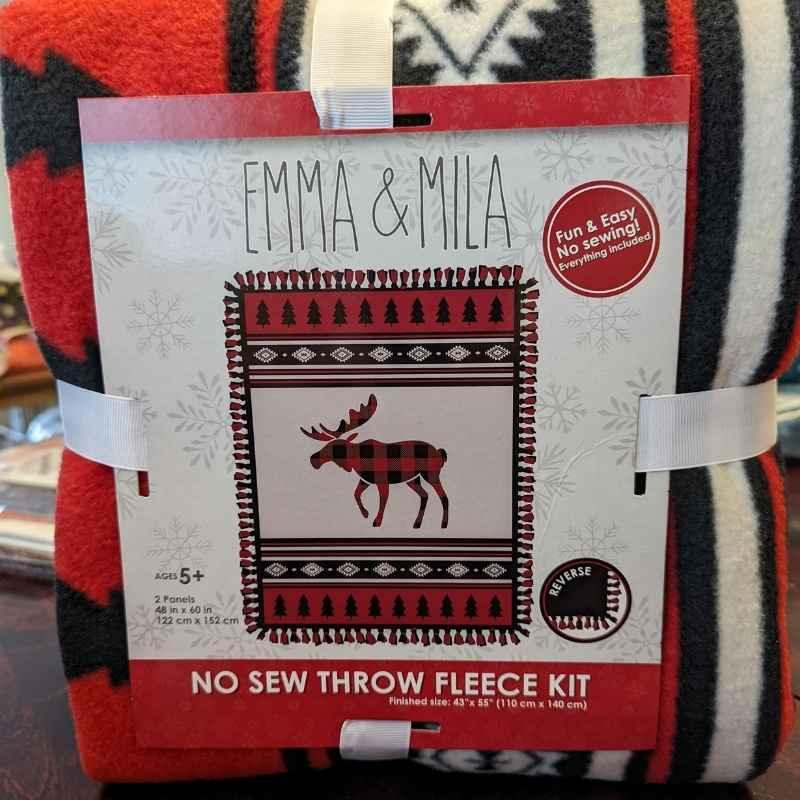 EMMA & MILA
Fun & Easy
No sewing!
Everything included
AGES 5+
2 Panels
48 in x 60 in
122 cm x 152 cm
REVERSE
NO SEW THROW FLEECE KIT
Finished size: 43"x 55" (110 cm x 140 cm)